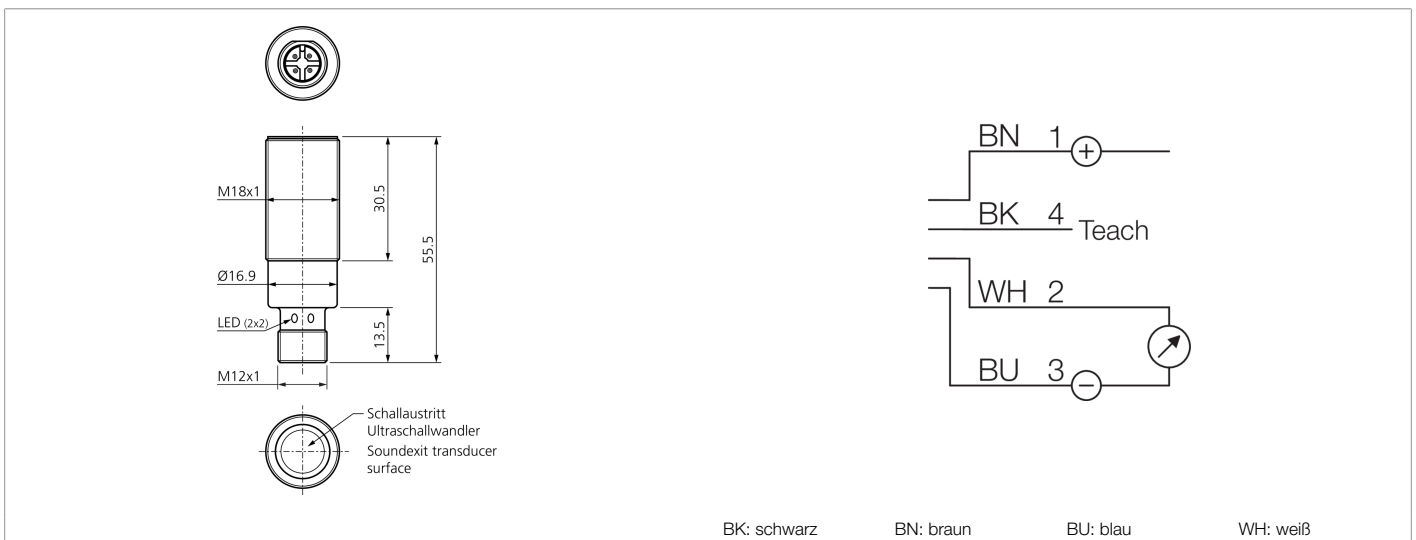 M18x1
30.5
55.5
Ø16.9
LED (2x2)
13.5
M12x1
Schallaustritt
Ultraschallwandler
Soundexit transducer
surface
BN 1 +
BK 4 Teach
WH 2
BU 3 −
BK: schwarz BN: braun BU: blau WH: weiß